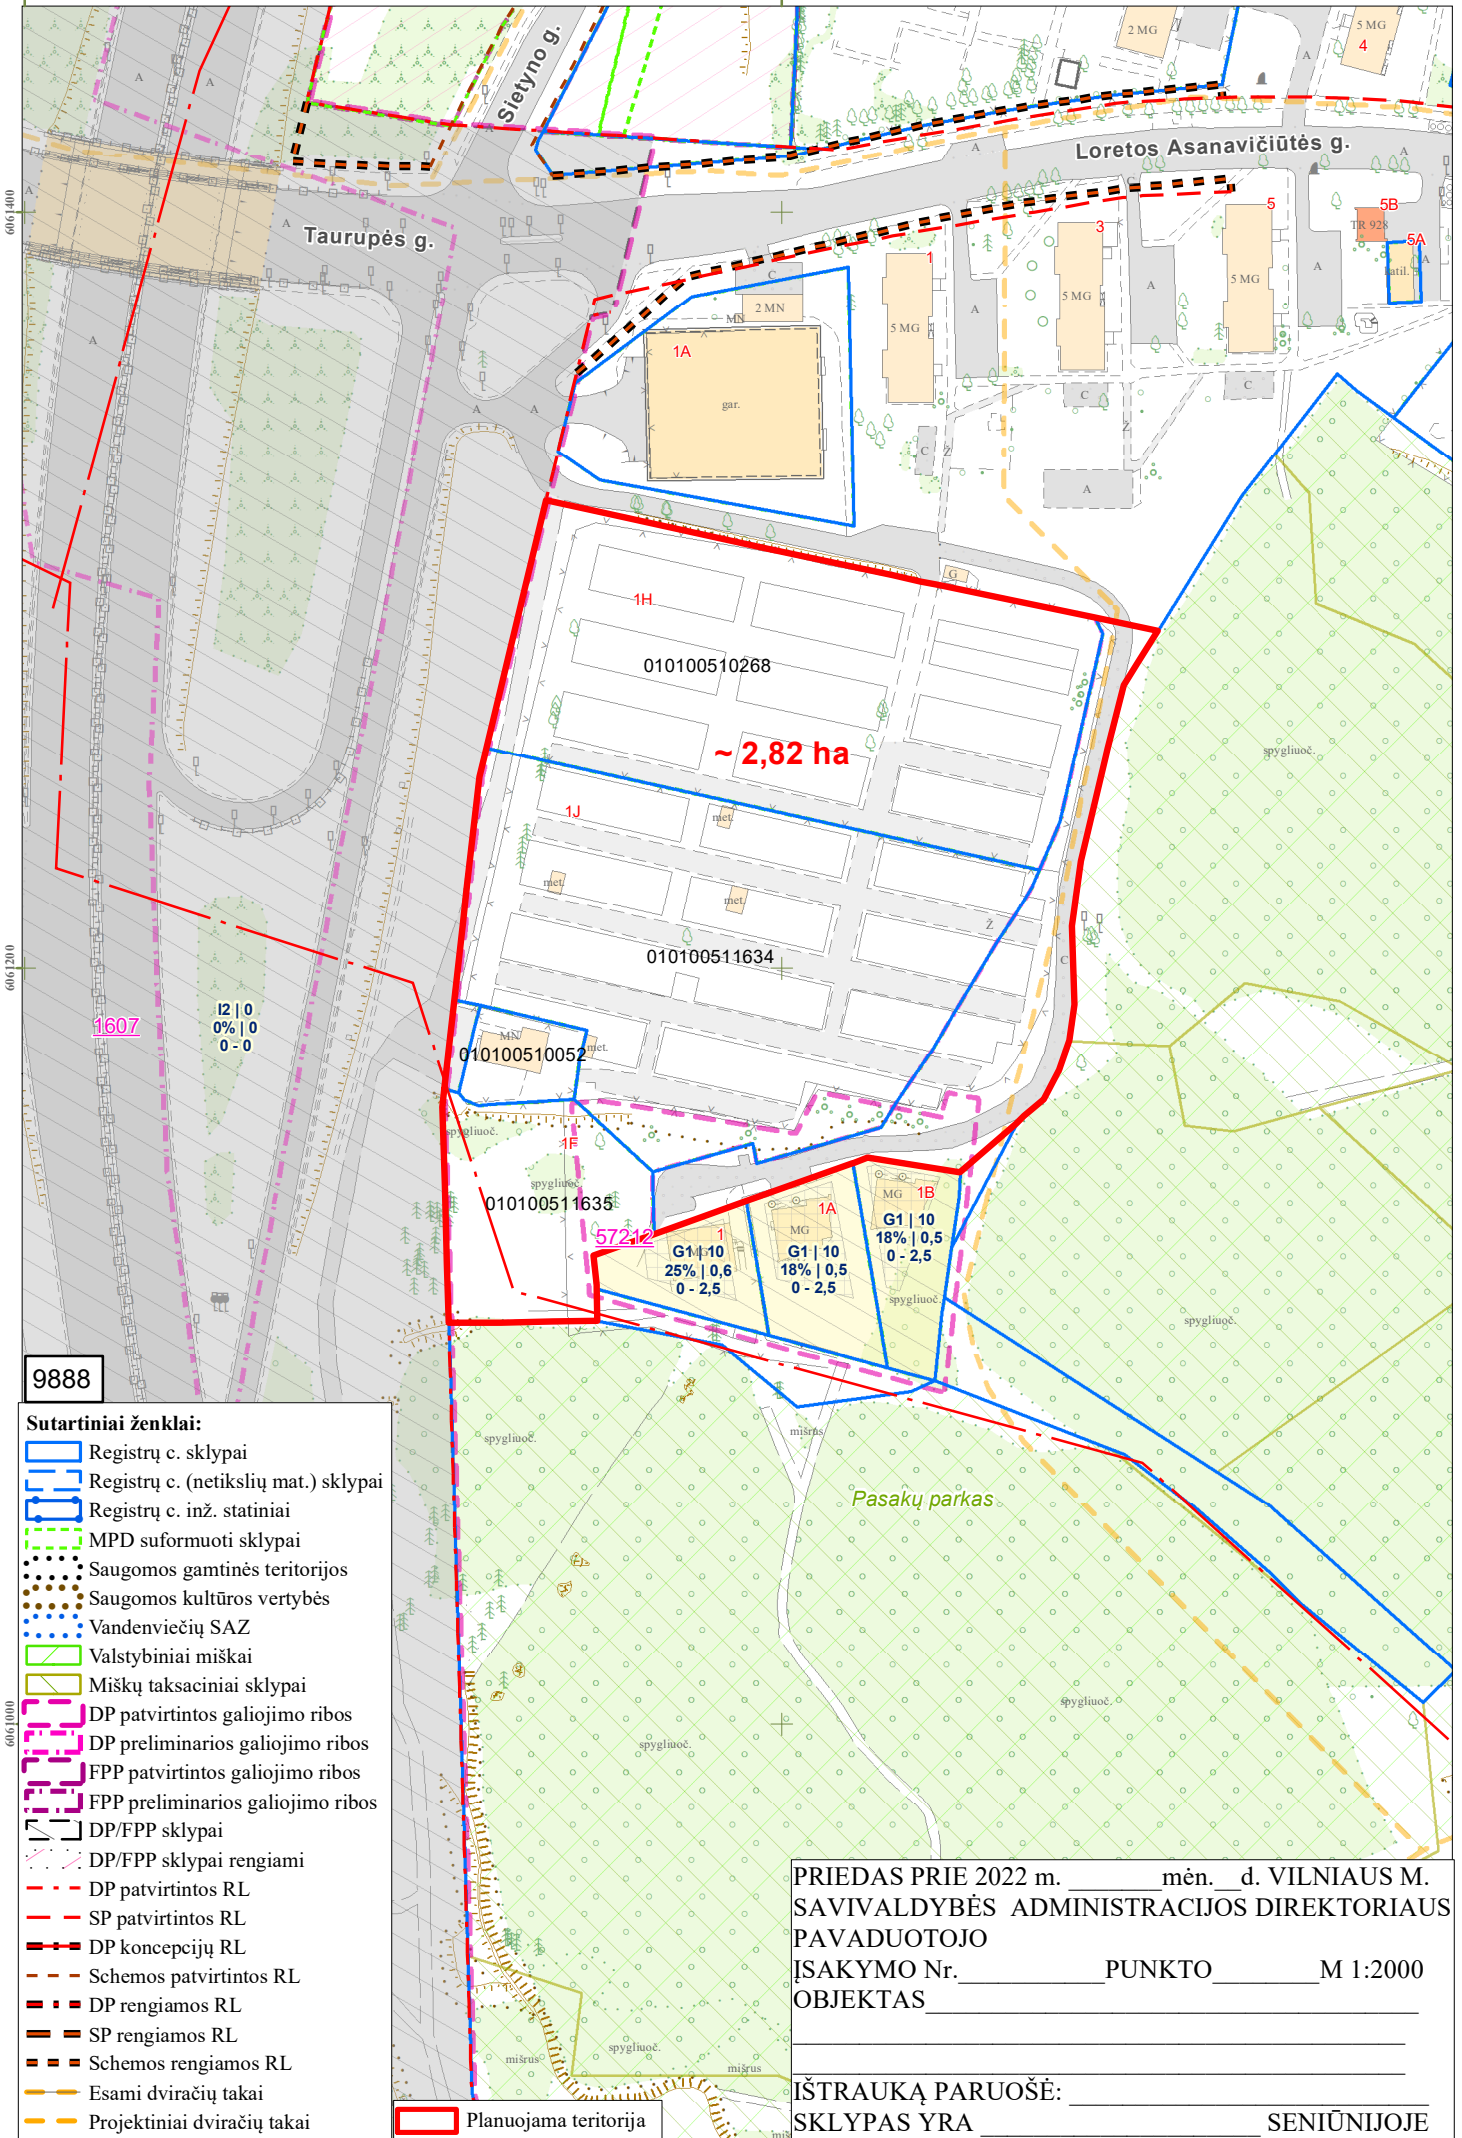 2 MG
5 MG
4
A
A
A
Sietyno g.
Loretos Asanavičiūtės g.
A
A
A
Taurupės g.
6061400
C
2 MN
MN
1A
gar.
1
5 MG
3
5 MG
5
5 MG
5B
TR 928
5A
A
A
A
A
C
C
C
Ž
Ž
A
A
A
A
G
1H
010100510268
~ 2,82 ha
spygliuoč.
1J
met.
met.
met.
Ž
C
010100511634
6061200
I2 | 0
0% | 0
0 - 0
1607
MN
010100510052
met.
spygliuoč.
1F
spygliuoč.
010100511635
57212
MG
1B
G1 | 10
18% | 0,5
0 - 2,5
1A
MG
G1 | 10
18% | 0,5
0 - 2,5
1
MG
G1 | 10
25% | 0,6
0 - 2,5
spygliuoč.
spygliuoč.
9888
spygliuoč.
mišrus
Pasakų parkas
spygliuoč.
spygliuoč.
6061000
spygliuoč.
mišrus
mišrus
Sutartiniai ženklai:
Registrų c. sklypai
Registrų c. (netikslių mat.) sklypai
Registrų c. inž. statiniai
MPD suformuoti sklypai
Saugomos gamtinės teritorijos
Saugomos kultūros vertybės
Vandenviečių SAZ
Valstybiniai miškai
Miškų taksaciniai sklypai
DP patvirtintos galiojimo ribos
DP preliminarios galiojimo ribos
FPP patvirtintos galiojimo ribos
FPP preliminarios galiojimo ribos
DP/FPP sklypai
DP/FPP sklypai rengiami
DP patvirtintos RL
SP patvirtintos RL
DP koncepcijų RL
Schemos patvirtintos RL
DP rengiamos RL
SP rengiamos RL
Schemos rengiamos RL
Esami dviračių takai
Projektiniai dviračių takai
Planuojama teritorija
PRIEDAS PRIE 2022 m. _______mėn.__d. VILNIAUS M.
SAVIVALDYBĖS ADMINISTRACIJOS DIREKTORIAUS
PAVADUOTOJO
ĮSAKYMO Nr.___________PUNKTO________M 1:2000
OBJEKTAS_____________________________________
IŠTRAUKĄ PARUOŠĖ: ___________________________
SKLYPAS YRA _____________________ SENIŪNIJOJE